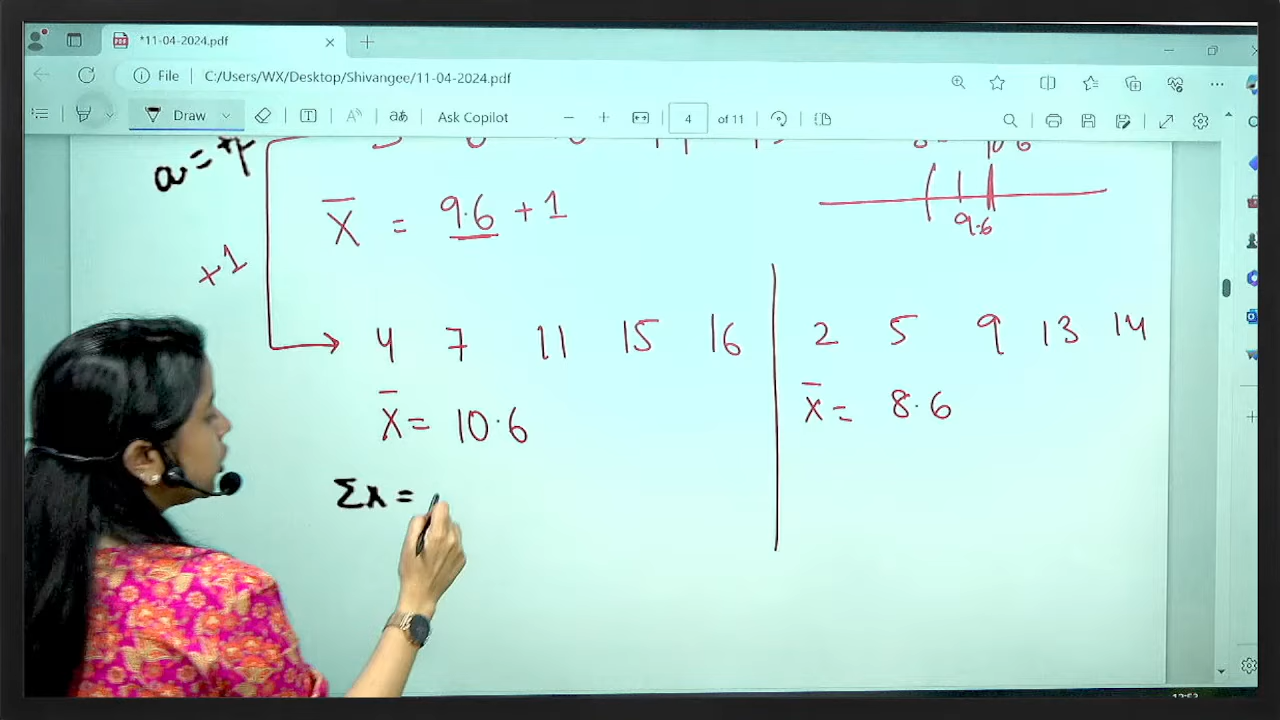 *11-04-2024.pdf
File C:/Users/WX/Desktop/Shivangee/11-04-2024.pdf
Draw Ask Copilot 4 of 11
X̄ = 9.6 + 1
9.6
+1
4 7 11 15 16
2 5 9 13 14
X̄ = 10.6
x̄ = 8.6
Σx =